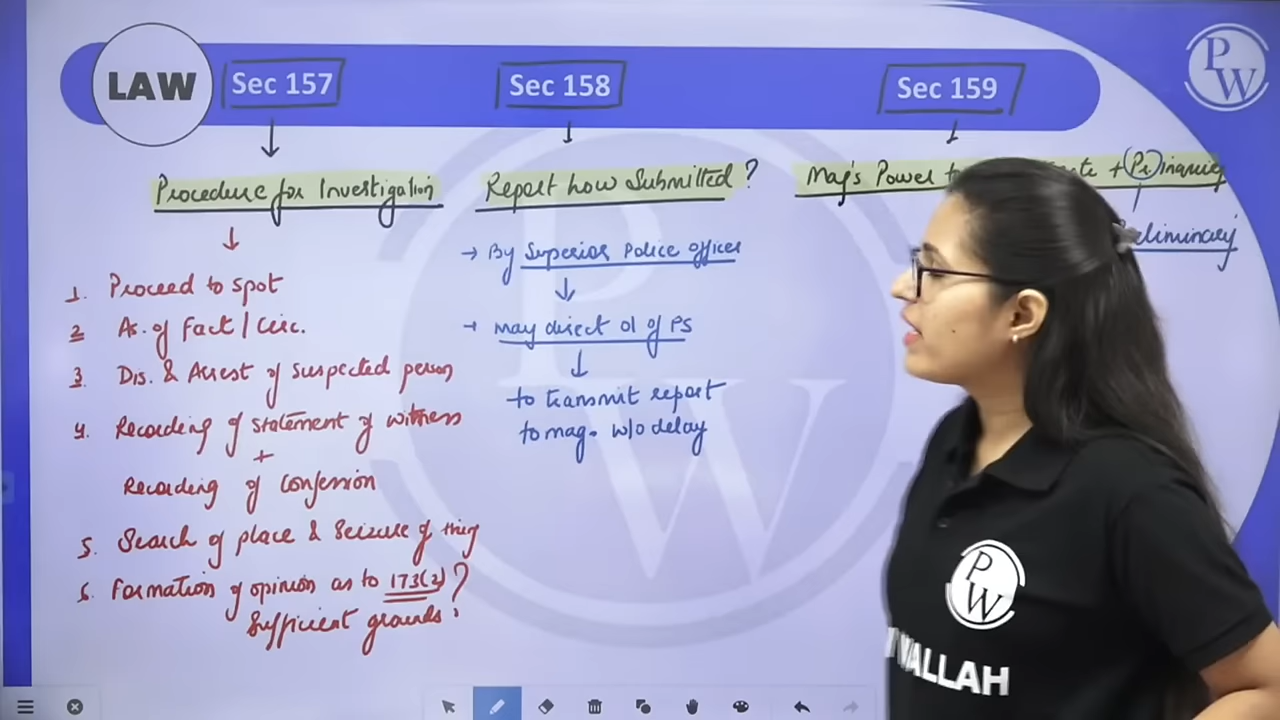 LAW
Sec 157
Sec 158
Sec 159
PW
Procedure for Investigation
1. Proceed to spot
2 As. of Fact / Circ.
3. Dis. & Arrest of suspected person
4. Recording of statement of witness
+
Recording of Confession
5. Search of place & Seizure of thing
6. Formation of opinion as to 173(2)?
Sufficient grounds?
Report how Submitted?
→ By Superior Police officer
→ may direct OI of PS
to transmit report
to mag. w/o delay
Mag's Power + (Pr)
PW
WALLAH